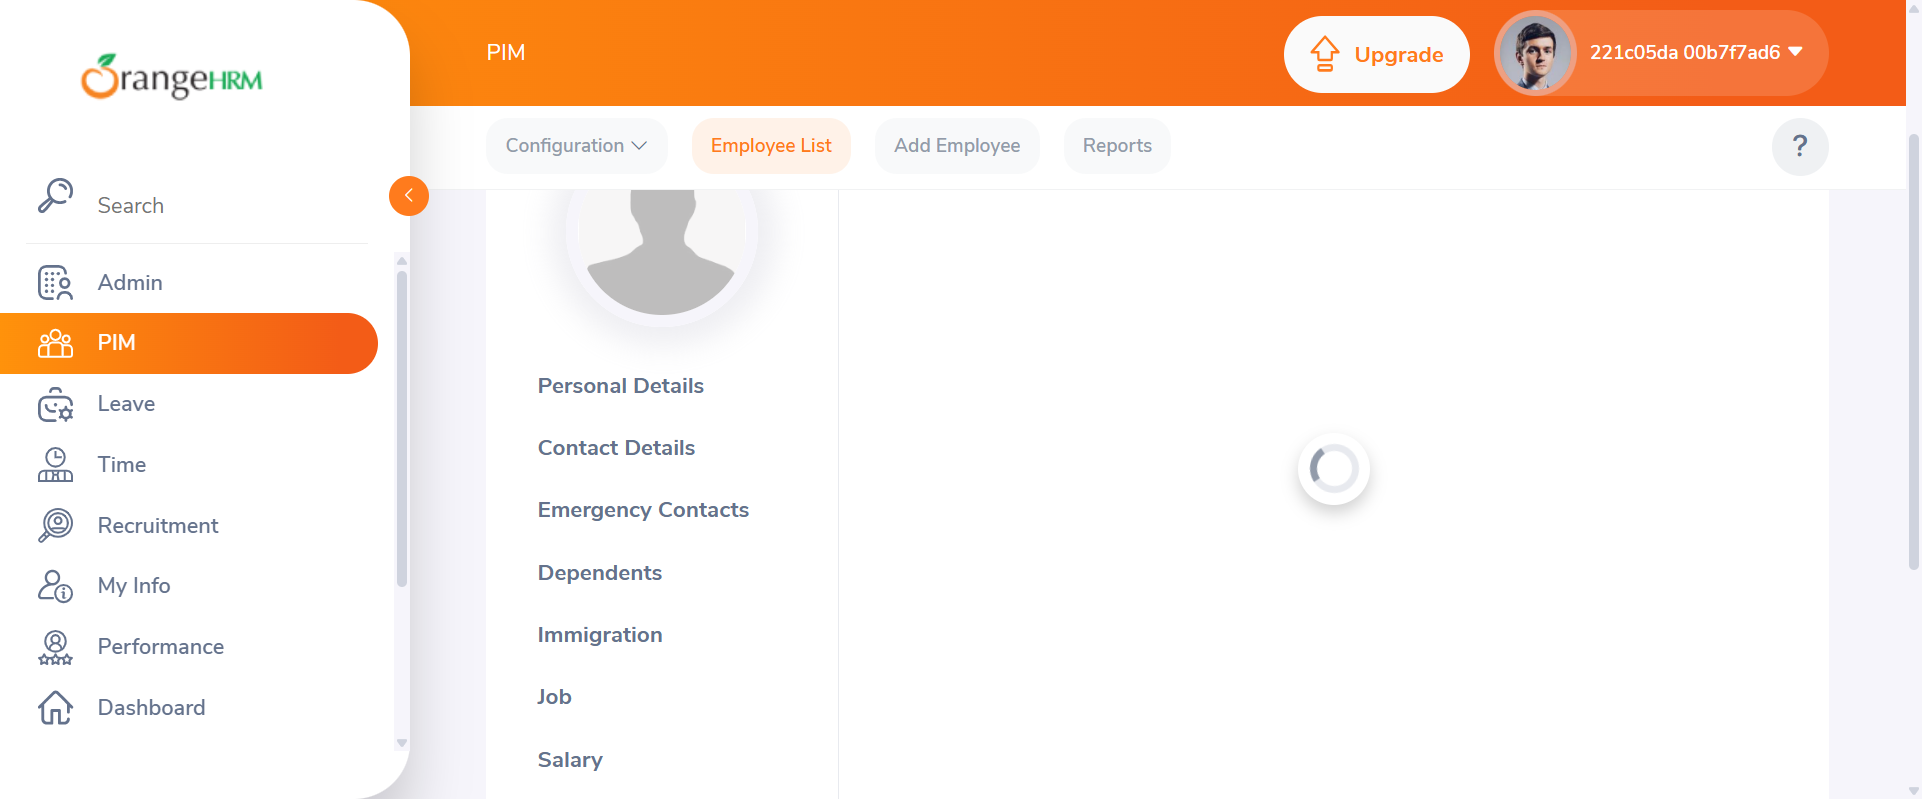 OrangeHRM
PIM
Upgrade
221c05da 00b7f7ad6
Configuration
Employee List
Add Employee
Reports
?
Search
Admin
PIM
Leave
Time
Recruitment
My Info
Performance
Dashboard
Personal Details
Contact Details
Emergency Contacts
Dependents
Immigration
Job
Salary